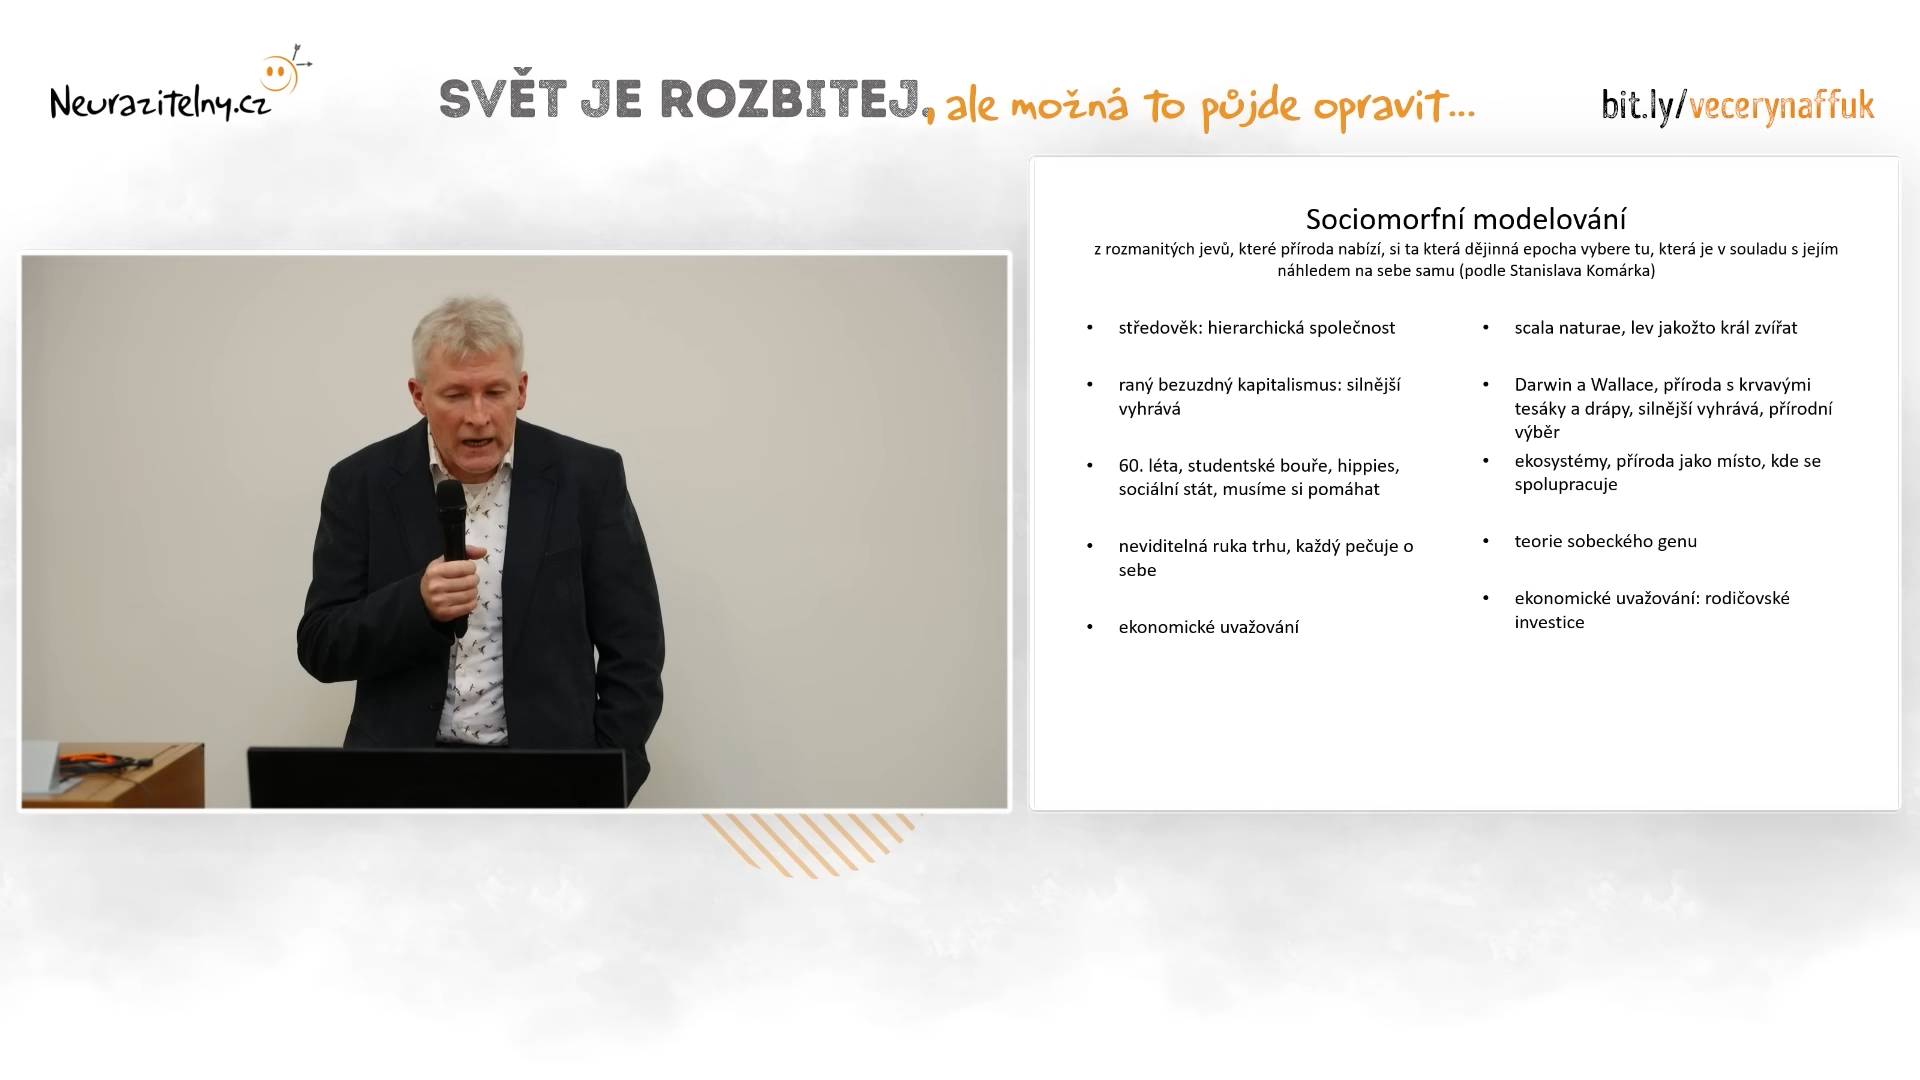 Neurazitelny.cz
SVĚT JE ROZBITEJ, ale možná to půjde opravit...
bit.ly/vecerynaffuk
Sociomorfní modelování
z rozmanitých jevů, které příroda nabízí, si ta která dějinná epocha vybere tu, která je v souladu s jejím
náhledem na sebe samu (podle Stanislava Komárka)
• středověk: hierarchická společnost
• raný bezuzdný kapitalismus: silnější
vyhrává
• 60. léta, studentské bouře, hippies,
sociální stát, musíme si pomáhat
• neviditelná ruka trhu, každý pečuje o
sebe
• ekonomické uvažování
• scala naturae, lev jakožto král zvířat
• Darwin a Wallace, příroda s krvavými
tesáky a drápy, silnější vyhrává, přírodní
výběr
• ekosystémy, příroda jako místo, kde se
spolupracuje
• teorie sobeckého genu
• ekonomické uvažování: rodičovské
investice